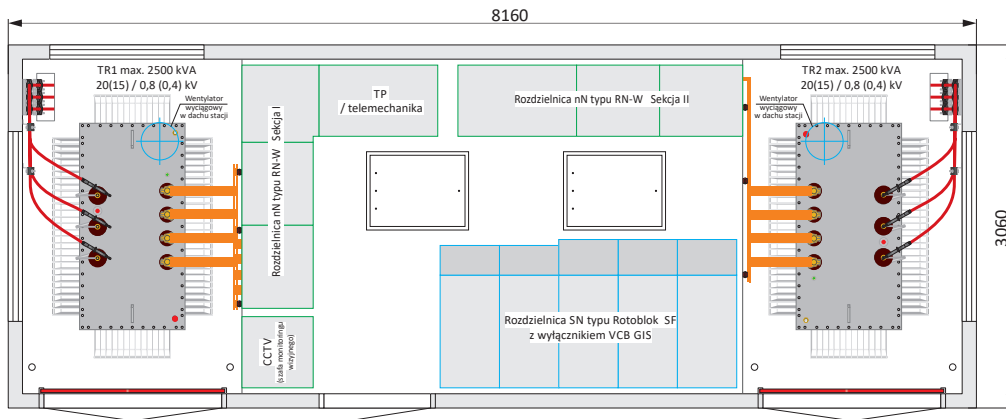 8160
TR1 max. 2500 kVA
20(15) / 0,8 (0,4) kV
Wentylator
wyciągowy
w dachu stacji
Rozdzielnica nN typu RN-W Sekcja I
TP
/ telemechanika
Rozdzielnica nN typu RN-W Sekcja II
TR2 max. 2500 kVA
20(15) / 0,8 (0,4) kV
Wentylator
wyciągowy
w dachu stacji
3060
CCTV
(szafa monitoringu
wizyjnego)
Rozdzielnica SN typu Rotoblok SF
z wyłącznikiem VCB GIS